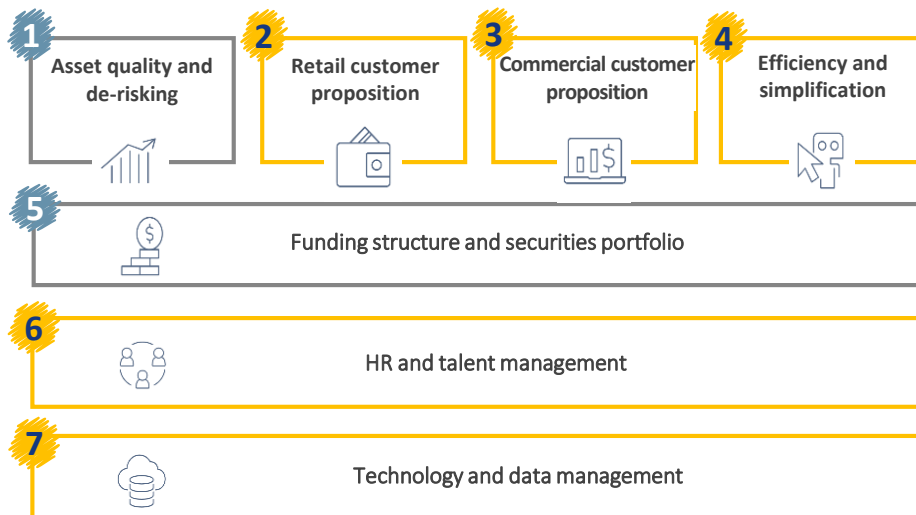 1
Asset quality and
de-risking
2
Retail customer
proposition
3
Commercial customer
proposition
$
4
Efficiency and
simplification
5
$
Funding structure and securities portfolio
6
HR and talent management
7
Technology and data management